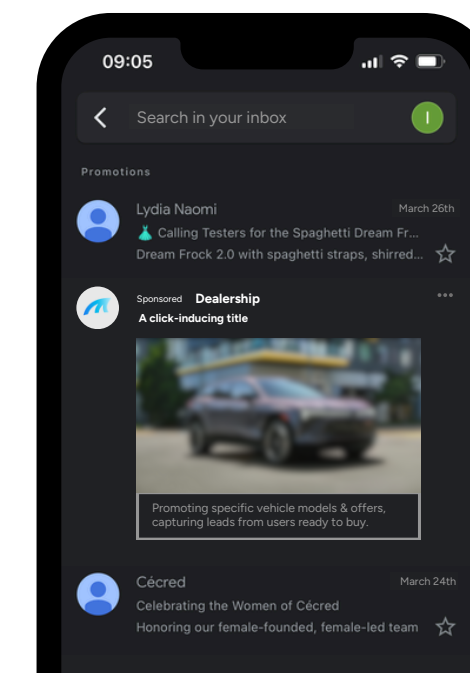 09:05
Search in your inbox
I
Promotions
Lydia Naomi
March 26th
Calling Testers for the Spaghetti Dream Fr...
Dream Frock 2.0 with spaghetti straps, shirred...
Sponsored Dealership
A click-inducing title
Promoting specific vehicle models & offers,
capturing leads from users ready to buy.
Cécred
March 24th
Celebrating the Women of Cécred
Honoring our female-founded, female-led team